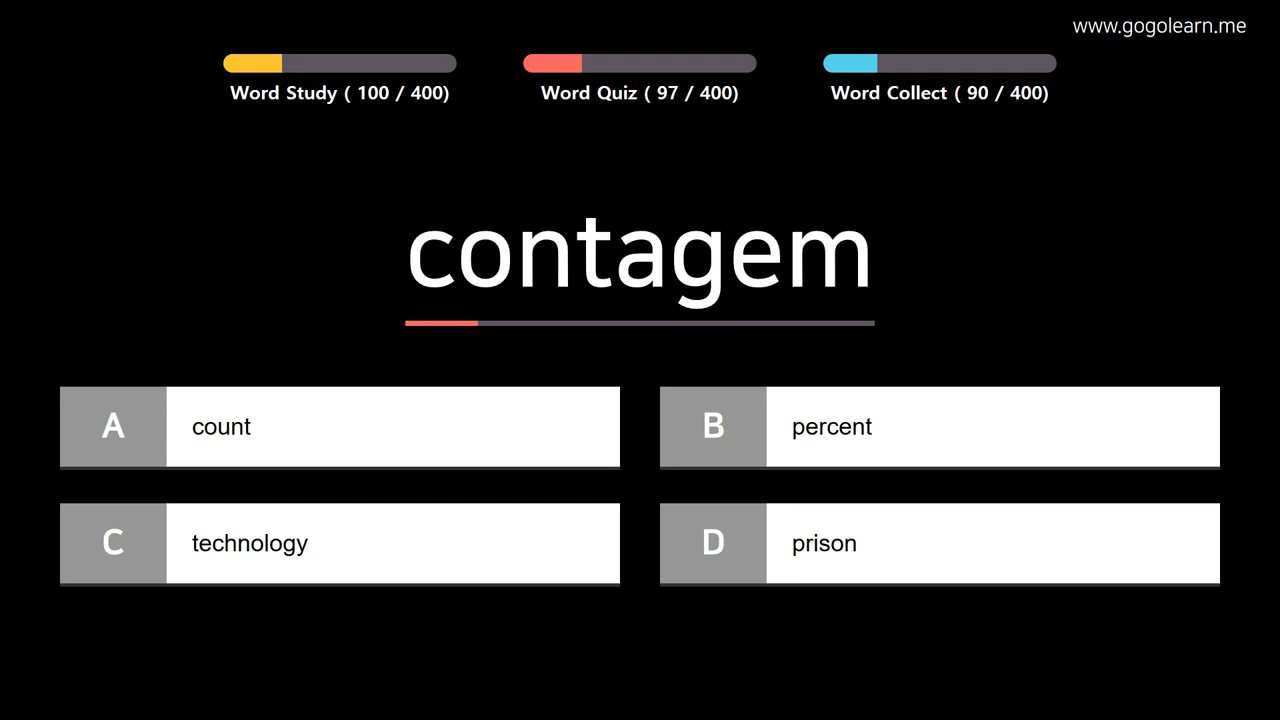 www.gogolearn.me
Word Study ( 100 / 400)
Word Quiz ( 97 / 400)
Word Collect ( 90 / 400)
contagem
A count
B percent
C technology
D prison